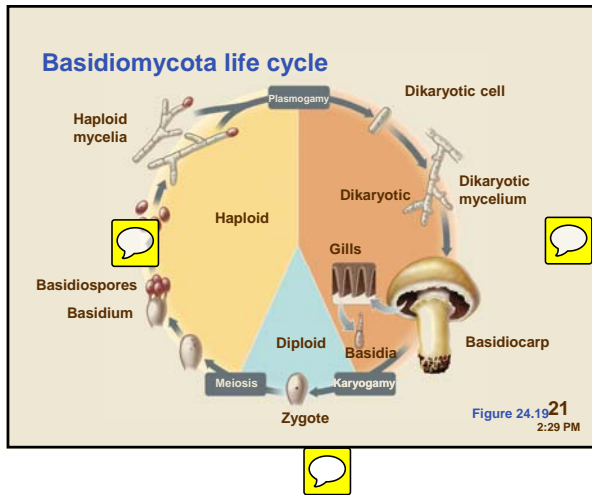 Basidiomycota life cycle
Plasmogamy
Dikaryotic cell
Haploid
mycelia
Dikaryotic
Dikaryotic
mycelium
Haploid
Gills
Basidiospores
Basidium
Diploid
Basidia
Basidiocarp
Meiosis
Karyogamy
Zygote
Figure 24.19
21
2:29 PM